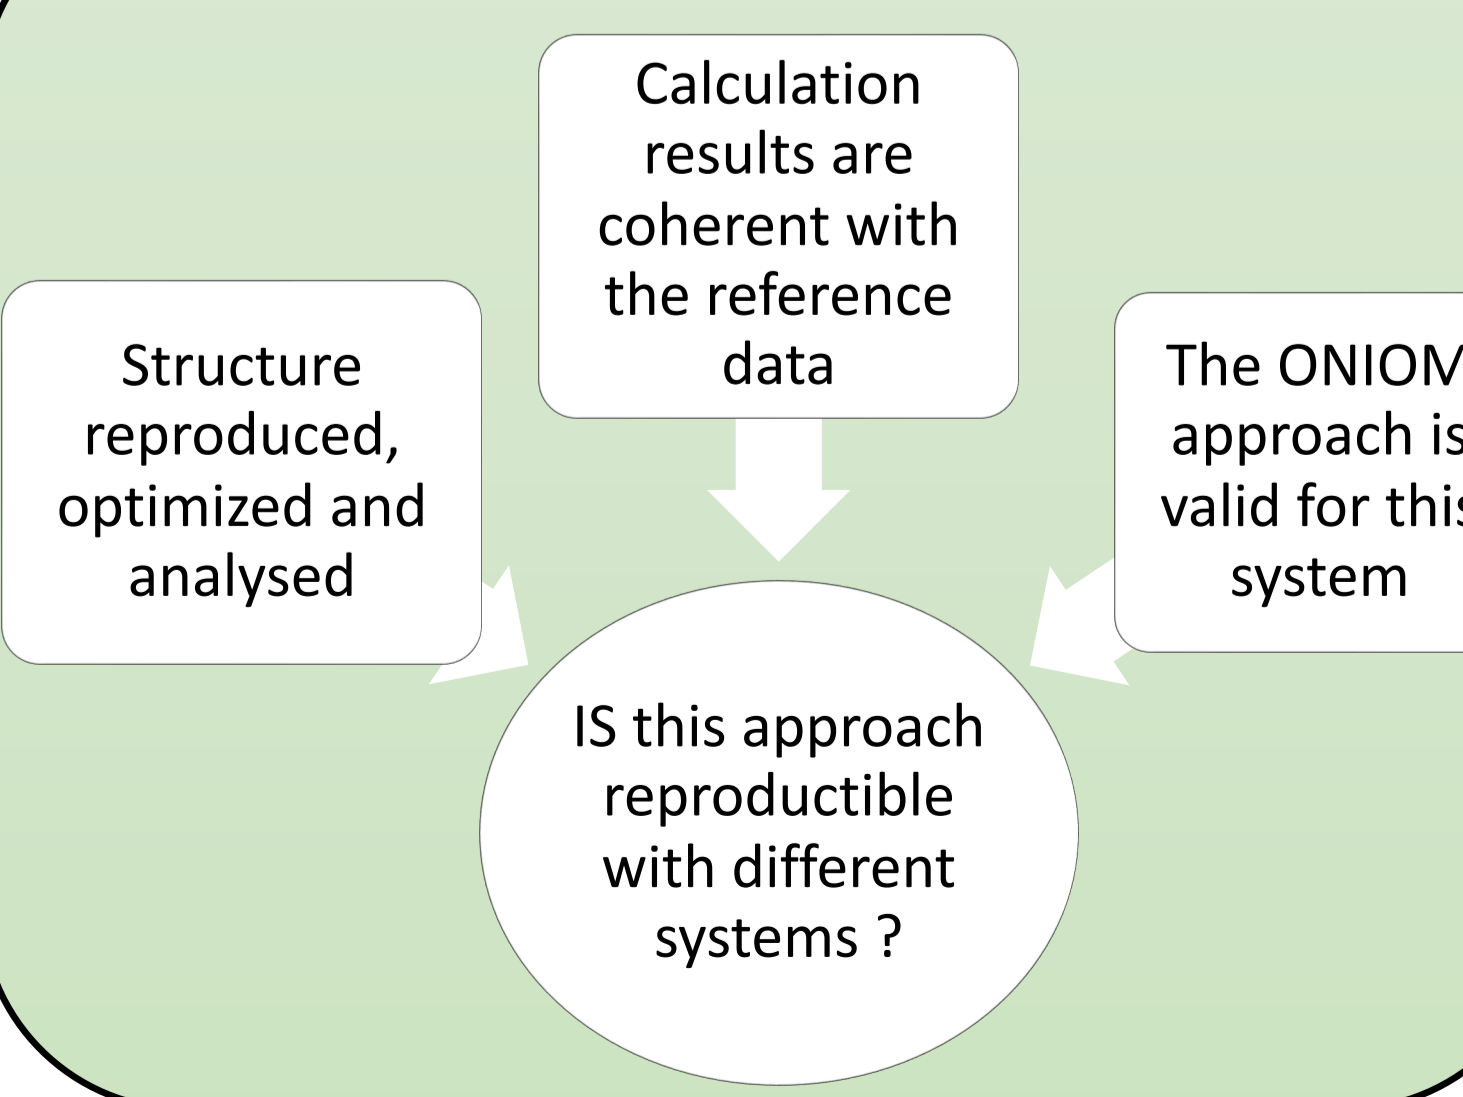 Calculation
results are
coherent with
the reference
data
Structure
reproduced,
optimized and
analysed
The ONIOM
approach is
valid for this
system
IS this approach
reproductible
with different
systems ?